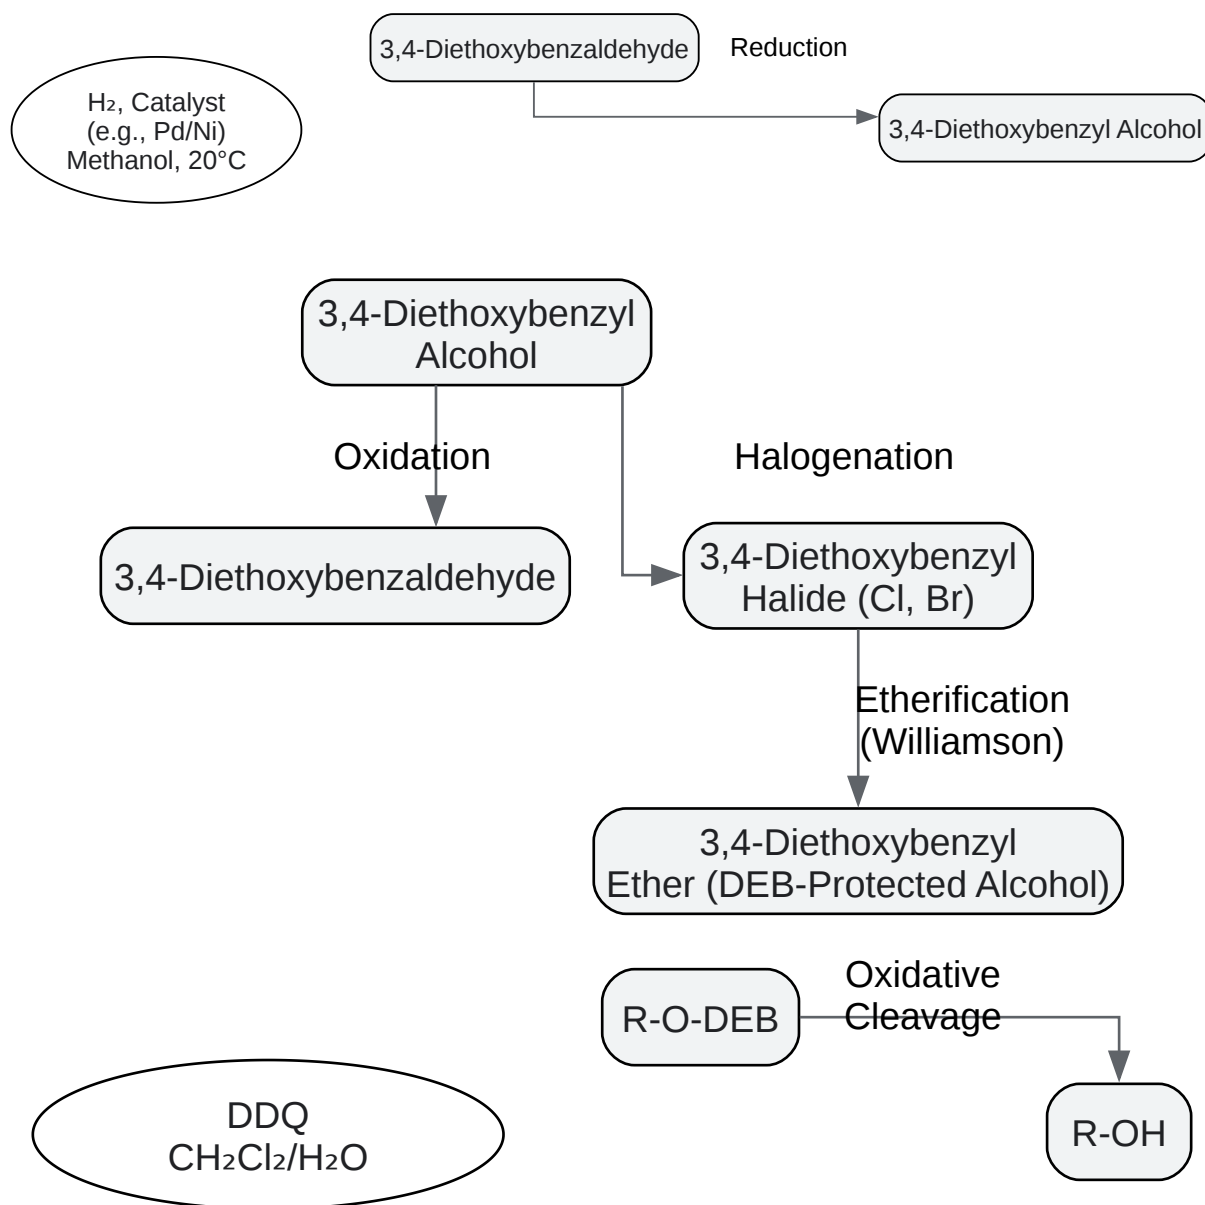 3,4-Diethoxybenzaldehyde
Reduction
H₂, Catalyst
(e.g., Pd/Ni)
Methanol, 20°C
3,4-Diethoxybenzyl Alcohol
3,4-Diethoxybenzyl
Alcohol
Oxidation
Halogenation
3,4-Diethoxybenzaldehyde
3,4-Diethoxybenzyl
Halide (Cl, Br)
Etherification
(Williamson)
3,4-Diethoxybenzyl
Ether (DEB-Protected Alcohol)
R-O-DEB
Oxidative
Cleavage
R-OH
DDQ
CH₂Cl₂/H₂O